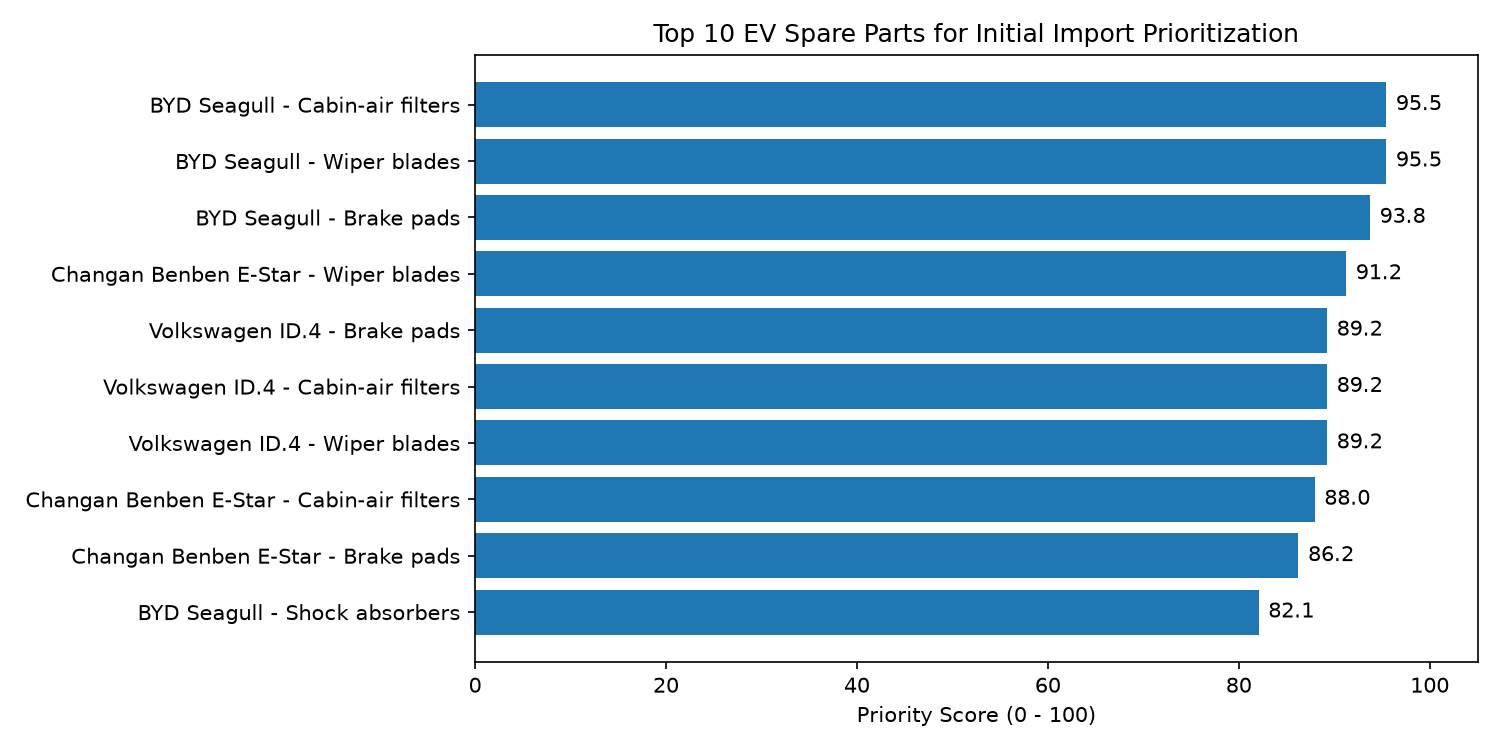 Top 10 EV Spare Parts for Initial Import Prioritization
BYD Seagull - Cabin-air filters 95.5
BYD Seagull - Wiper blades 95.5
BYD Seagull - Brake pads 93.8
Changan Benben E-Star - Wiper blades 91.2
Volkswagen ID.4 - Brake pads 89.2
Volkswagen ID.4 - Cabin-air filters 89.2
Volkswagen ID.4 - Wiper blades 89.2
Changan Benben E-Star - Cabin-air filters 88.0
Changan Benben E-Star - Brake pads 86.2
BYD Seagull - Shock absorbers 82.1
0 20 40 60 80 100
Priority Score (0 - 100)